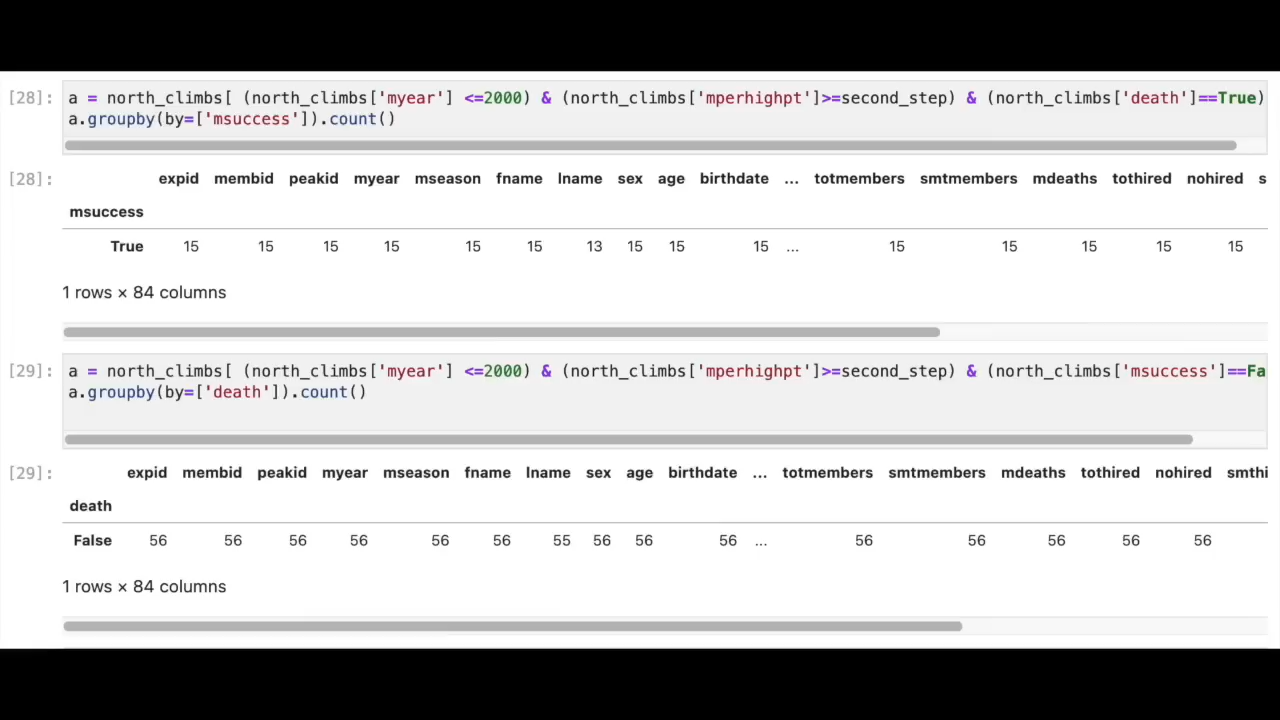 [28]: a = north_climbs[ (north_climbs['myear'] <=2000) & (north_climbs['mperhighpt']>=second_step) & (north_climbs['death']==True)
a.groupby(by=['msuccess']).count()
[28]: expid membid peakid myear mseason fname lname sex age birthdate ... totmembers smtmembers mdeaths tothired nohired s
msuccess
True 15 15 15 15 15 15 13 15 15 15 ... 15 15 15 15 15
1 rows × 84 columns
[29]: a = north_climbs[ (north_climbs['myear'] <=2000) & (north_climbs['mperhighpt']>=second_step) & (north_climbs['msuccess']==Fa
a.groupby(by=['death']).count()
[29]: expid membid peakid myear mseason fname lname sex age birthdate ... totmembers smtmembers mdeaths tothired nohired smthi
death
False 56 56 56 56 56 56 55 56 56 56 ... 56 56 56 56 56
1 rows × 84 columns